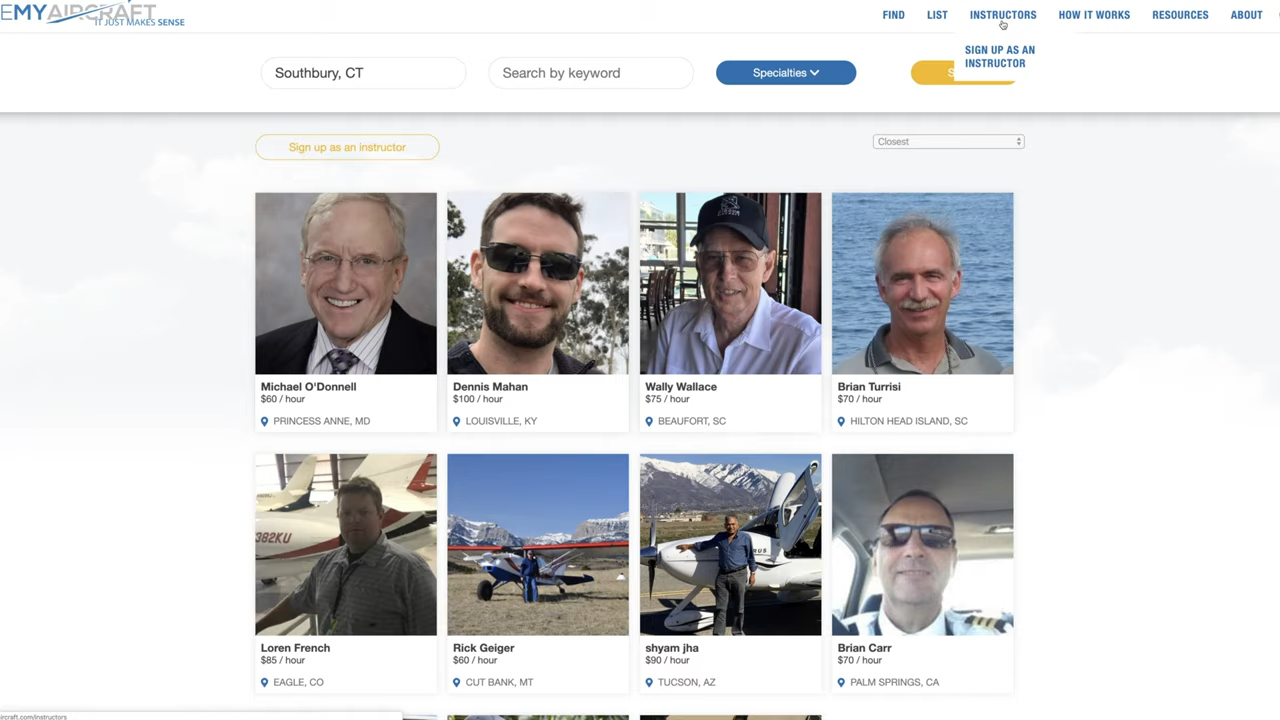 EMYAIRCRAFT
IT JUST MAKES SENSE
FIND LIST INSTRUCTORS HOW IT WORKS RESOURCES ABOUT
SIGN UP AS AN
INSTRUCTOR
Southbury, CT Search by keyword Specialties S
Sign up as an instructor Closest
Michael O'Donnell Dennis Mahan Wally Wallace Brian Turrisi
$60 / hour $100 / hour $75 / hour $70 / hour
PRINCESS ANNE, MD LOUISVILLE, KY BEAUFORT, SC HILTON HEAD ISLAND, SC
382KU
RUS
Loren French Rick Geiger shyam jha Brian Carr
$85 / hour $60 / hour $90 / hour $70 / hour
EAGLE, CO CUT BANK, MT TUCSON, AZ PALM SPRINGS, CA
ircraft.com/instructors